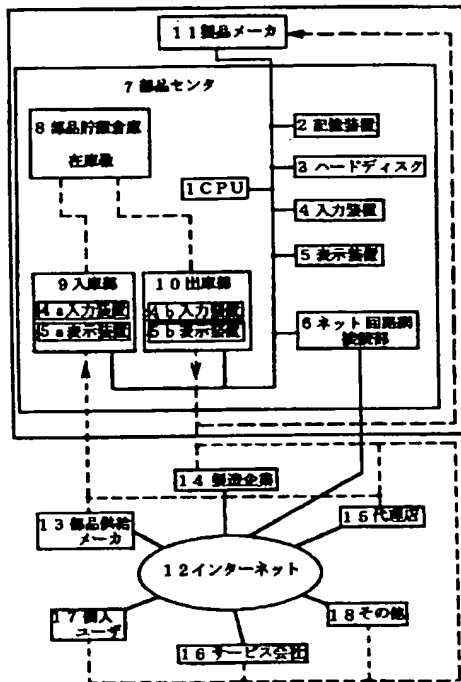 11製品メーカ
7部品センタ
8部品貯蔵倉庫
在庫数
2記憶装置
3ハードディスク
1CPU
4入力装置
5表示装置
9入庫部
4a入力装置
5a表示装置
10出庫部
4b入力装置
5b表示装置
6ネット回路網
接続部
14製造企業
13部品供給
メーカ
15代理店
12インターネット
17個人
ユーザ
18その他
16サービス会社